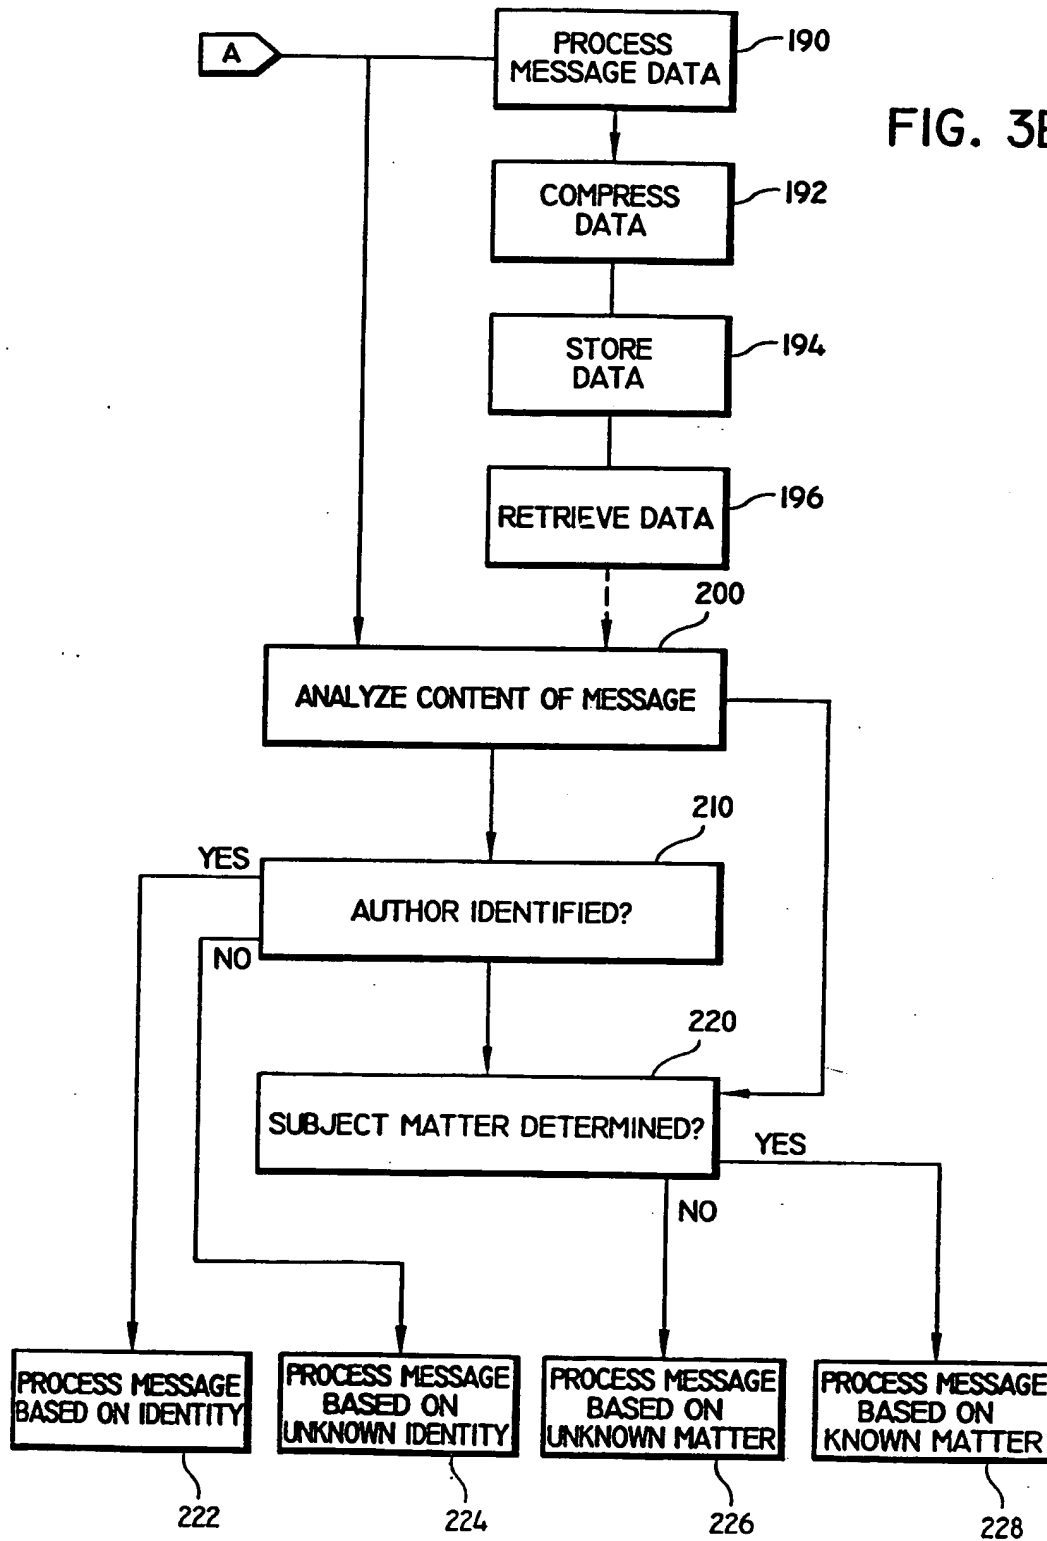 A
PROCESS
MESSAGE DATA
190
FIG. 3B
COMPRESS
DATA
192
STORE
DATA
194
RETRIEVE DATA
196
200
ANALYZE CONTENT OF MESSAGE
210
YES
AUTHOR IDENTIFIED?
NO
220
SUBJECT MATTER DETERMINED?
YES
NO
PROCESS MESSAGE
BASED ON IDENTITY
PROCESS MESSAGE
BASED ON
UNKNOWN IDENTITY
PROCESS MESSAGE
BASED ON
UNKNOWN MATTER
PROCESS MESSAGE
BASED ON
KNOWN MATTER
222
224
226
228